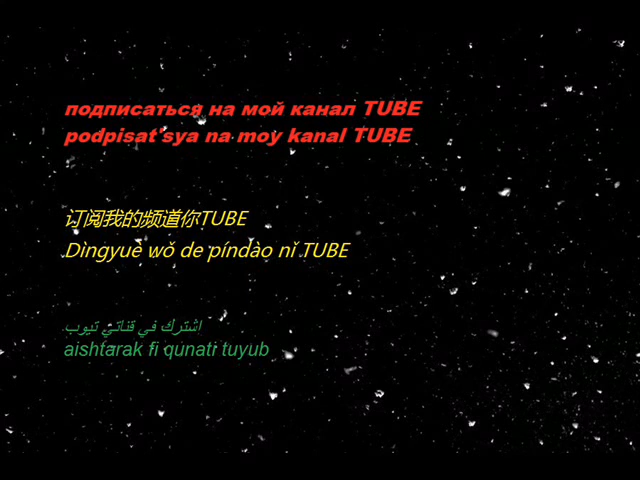 подписаться на мой канал TUBE
podpisat'sya na moy kanal TUBE
订阅我的频道你TUBE
Dìngyuè wǒ de píndào nǐ TUBE
اشترك في قناتي تيوب
aishtarak fi qunati tuyub